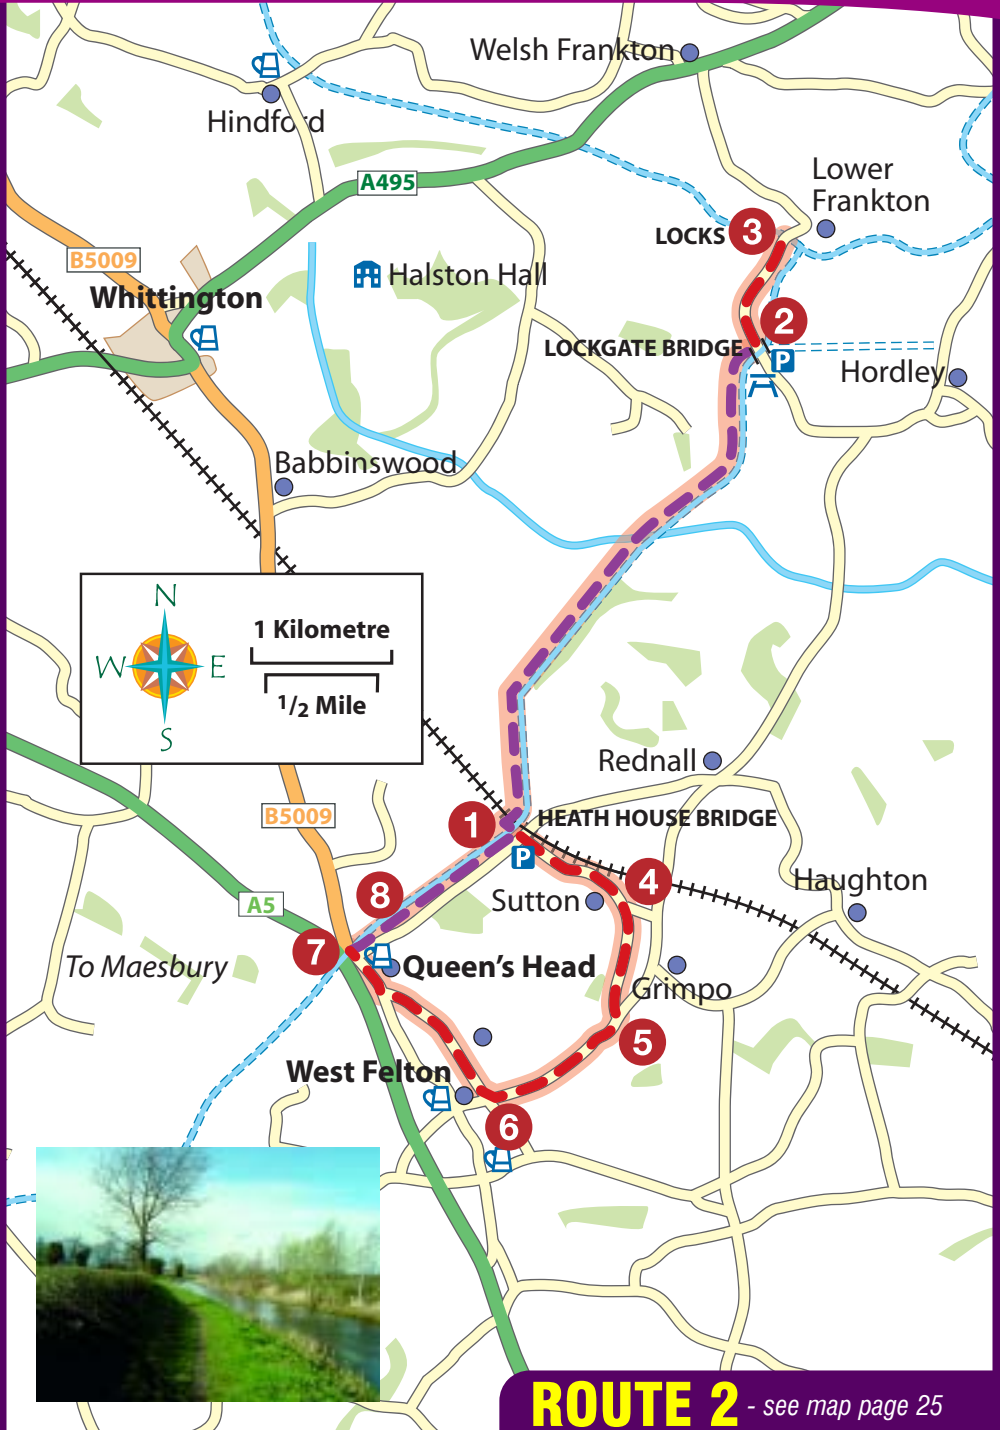 Welsh Frankton
Hindford
A495
Lower
Frankton
LOCKS
3
B5009
Halston Hall
Whittington
2
LOCKGATE BRIDGE
P
Hordley
Babbinswood
N
1 Kilometre
W
E
1/2 Mile
S
Rednall
B5009
1
HEATH HOUSE BRIDGE
P
4
Haughton
8
Sutton
A5
7
To Maesbury
Queen's Head
Grimpo
5
West Felton
6
ROUTE 2 - see map page 25